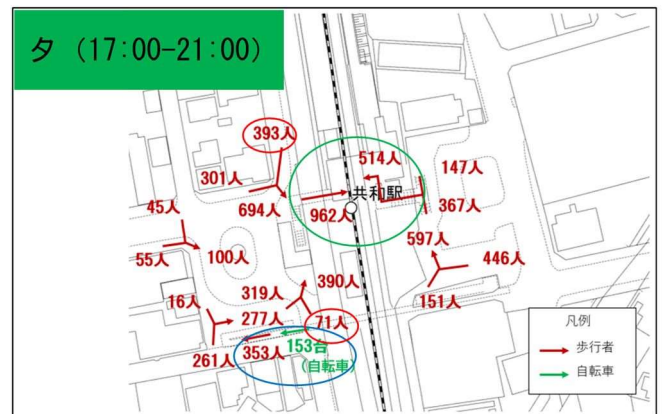 夕 (17:00-21:00)
393人
514人
147人
301人
共和駅
367人
694人
962人
45人
597人
446人
55人
100人
390人
319人
151人
16人
277人
71人
153台
(自転車)
353人
261人
凡例
歩行者
自転車